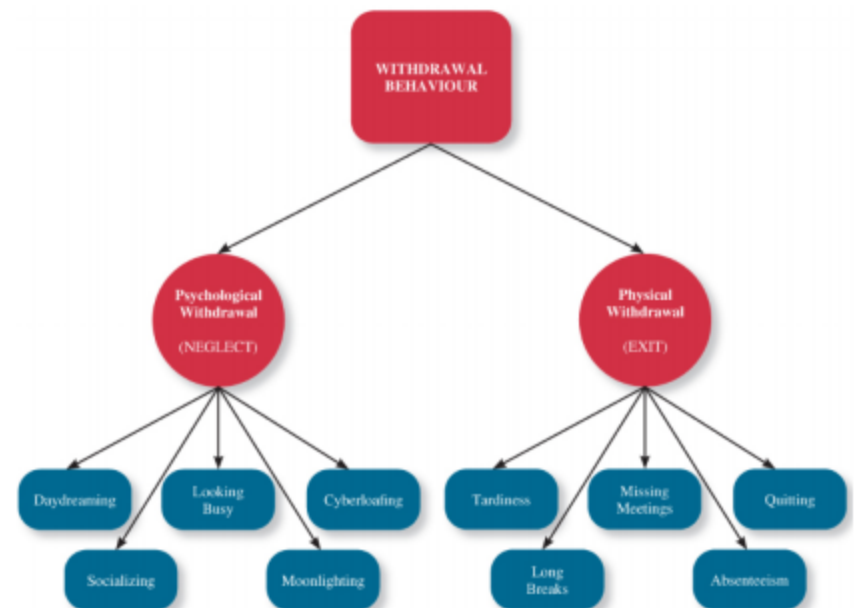 WITHDRAWAL
BEHAVIOUR
Psychological
Withdrawal
(NEGLECT)
Physical
Withdrawal
(EXIT)
Daydreaming
Looking
Busy
Cyberloafing
Tardiness
Missing
Meetings
Quitting
Socializing
Moonlighting
Long
Breaks
Absenteeism